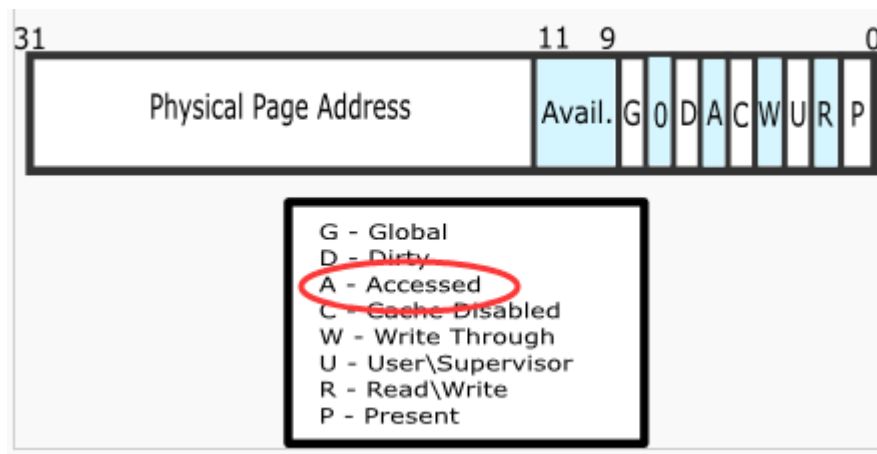 31 11 9 0
Physical Page Address Avail. G 0 D A C W U R P
G - Global
D - Dirty
A - Accessed
C - Cache Disabled
W - Write Through
U - User\Supervisor
R - Read\Write
P - Present